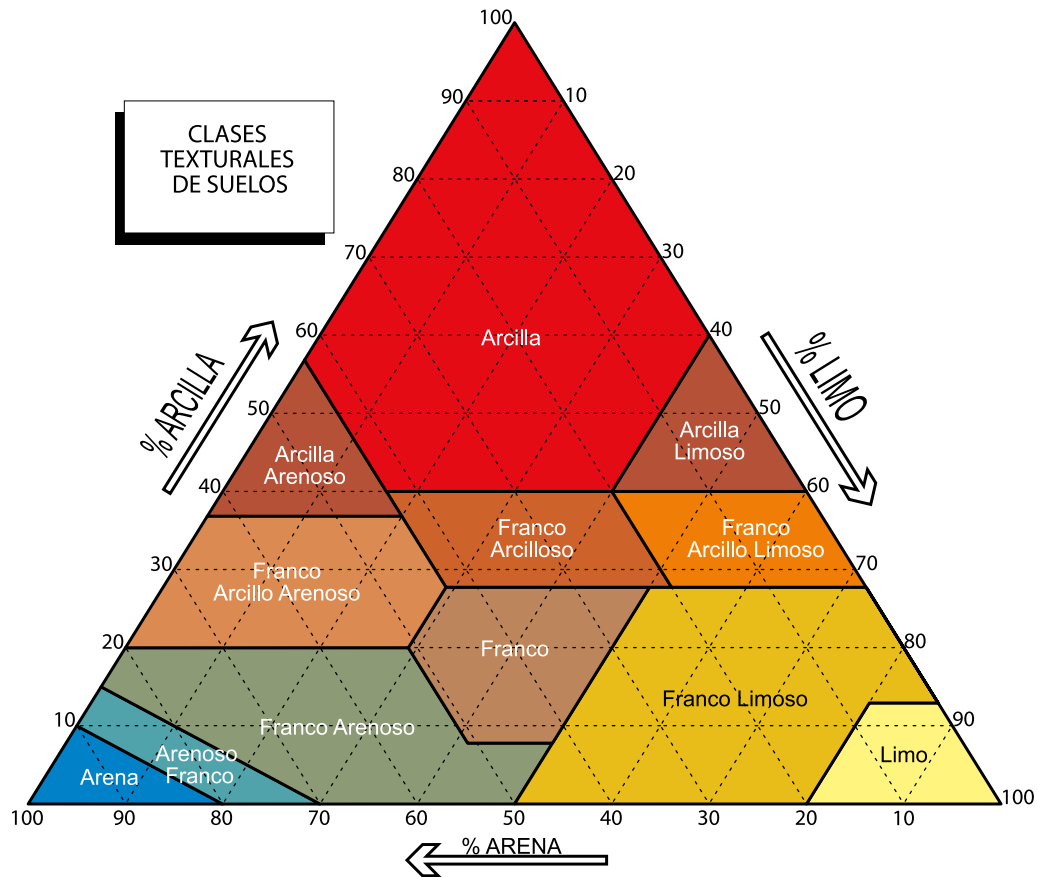 100
90
10
CLASES
TEXTURALES
DE SUELOS
80
20
70
30
60
Arcilla
40
% ARCILLA
% LIMO
50
50
Arcilla
Limoso
Arcilla
Arenoso
40
60
Franco
Arcilloso
Franco
Arcillo Limoso
30
70
Franco
Arcillo Arenoso
20
80
Franco
Franco Limóso
10
90
Franco Arenoso
Arenoso
Franco
Limo
Arena
100
100
90
80
70
60
50
40
30
20
10
% ARENA